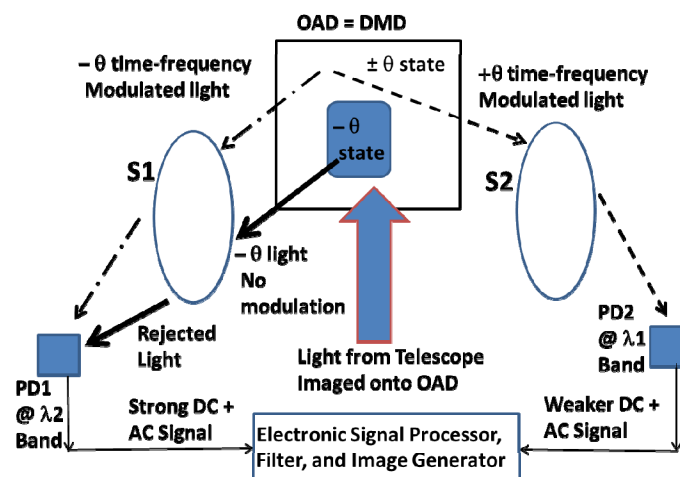 OAD = DMD
– θ time-frequency
Modulated light
± θ state
+θ time-frequency
Modulated light
– θ
state
S1
S2
– θ light
No
modulation
Rejected
Light
Light from Telescope
Imaged onto OAD
PD2
@ λ1
Band
PD1
@ λ2
Band
Strong DC +
AC Signal
Weaker DC +
AC Signal
Electronic Signal Processor,
Filter, and Image Generator